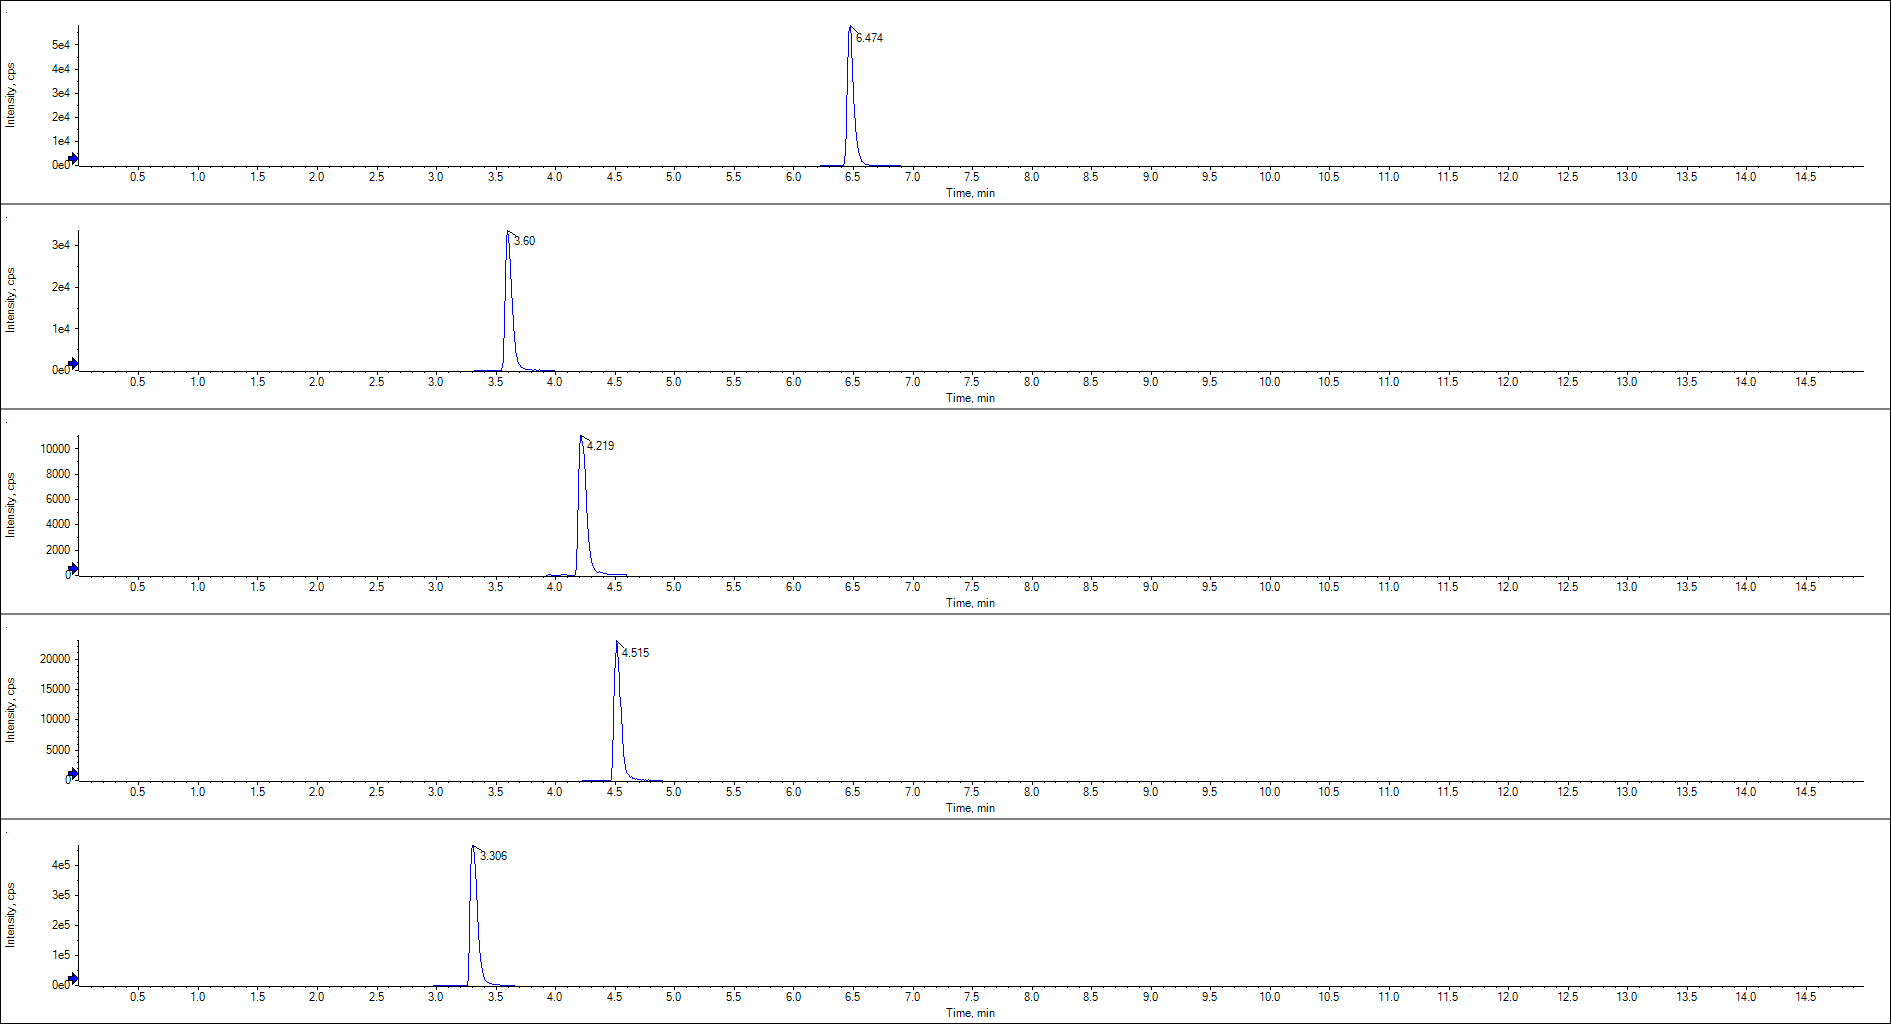 6.474
Intensity, cps
5e4
4e4
3e4
2e4
1e4
0e0
0.5 1.0 1.5 2.0 2.5 3.0 3.5 4.0 4.5 5.0 5.5 6.0 6.5 7.0 7.5 8.0 8.5 9.0 9.5 10.0 10.5 11.0 11.5 12.0 12.5 13.0 13.5 14.0 14.5
Time, min
3.60
Intensity, cps
3e4
2e4
1e4
0e0
0.5 1.0 1.5 2.0 2.5 3.0 3.5 4.0 4.5 5.0 5.5 6.0 6.5 7.0 7.5 8.0 8.5 9.0 9.5 10.0 10.5 11.0 11.5 12.0 12.5 13.0 13.5 14.0 14.5
Time, min
4.219
Intensity, cps
10000
8000
6000
4000
2000
0
0.5 1.0 1.5 2.0 2.5 3.0 3.5 4.0 4.5 5.0 5.5 6.0 6.5 7.0 7.5 8.0 8.5 9.0 9.5 10.0 10.5 11.0 11.5 12.0 12.5 13.0 13.5 14.0 14.5
Time, min
4.515
Intensity, cps
20000
15000
10000
5000
0
0.5 1.0 1.5 2.0 2.5 3.0 3.5 4.0 4.5 5.0 5.5 6.0 6.5 7.0 7.5 8.0 8.5 9.0 9.5 10.0 10.5 11.0 11.5 12.0 12.5 13.0 13.5 14.0 14.5
Time, min
3.306
Intensity, cps
4e5
3e5
2e5
1e5
0e0
0.5 1.0 1.5 2.0 2.5 3.0 3.5 4.0 4.5 5.0 5.5 6.0 6.5 7.0 7.5 8.0 8.5 9.0 9.5 10.0 10.5 11.0 11.5 12.0 12.5 13.0 13.5 14.0 14.5
Time, min